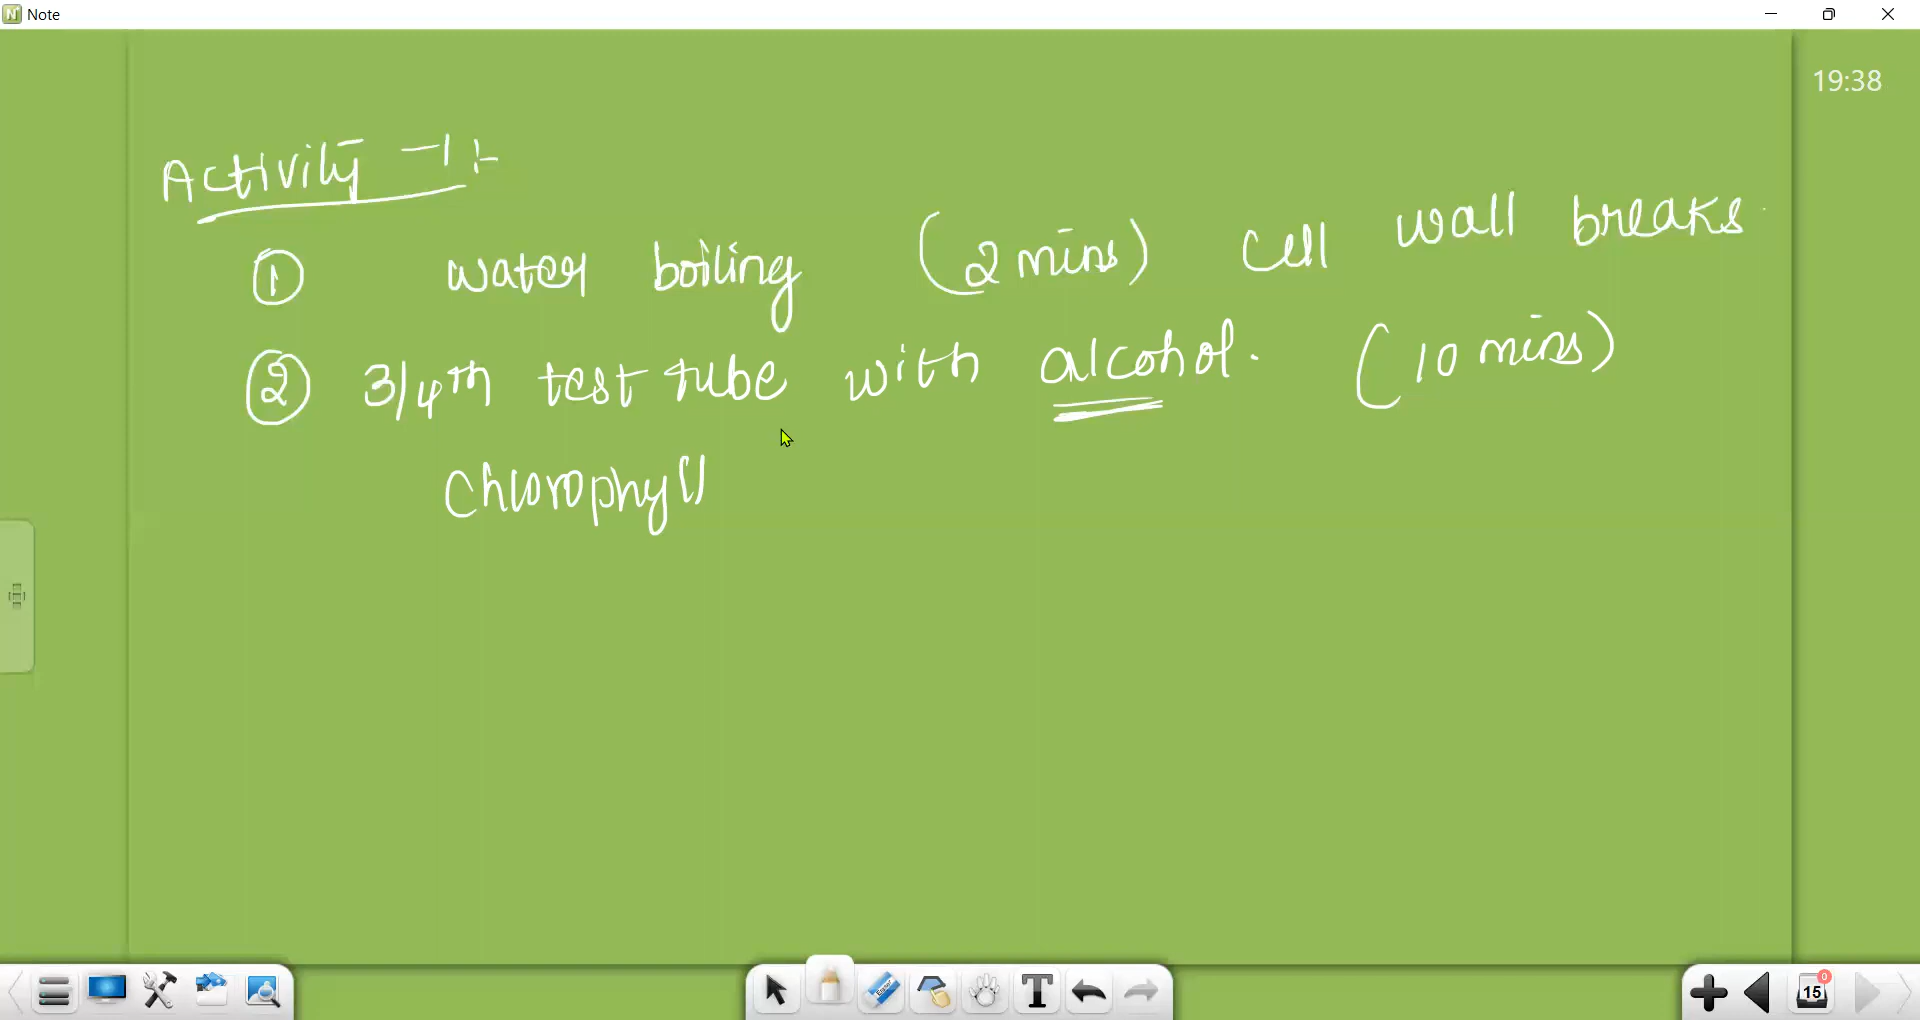 Note
19:38
Activity -1 :-
① water boiling (2 mins) cell wall breaks.
② 3/4th test tube with alcohol. (10 mins)
chlorophyll
T
0
15